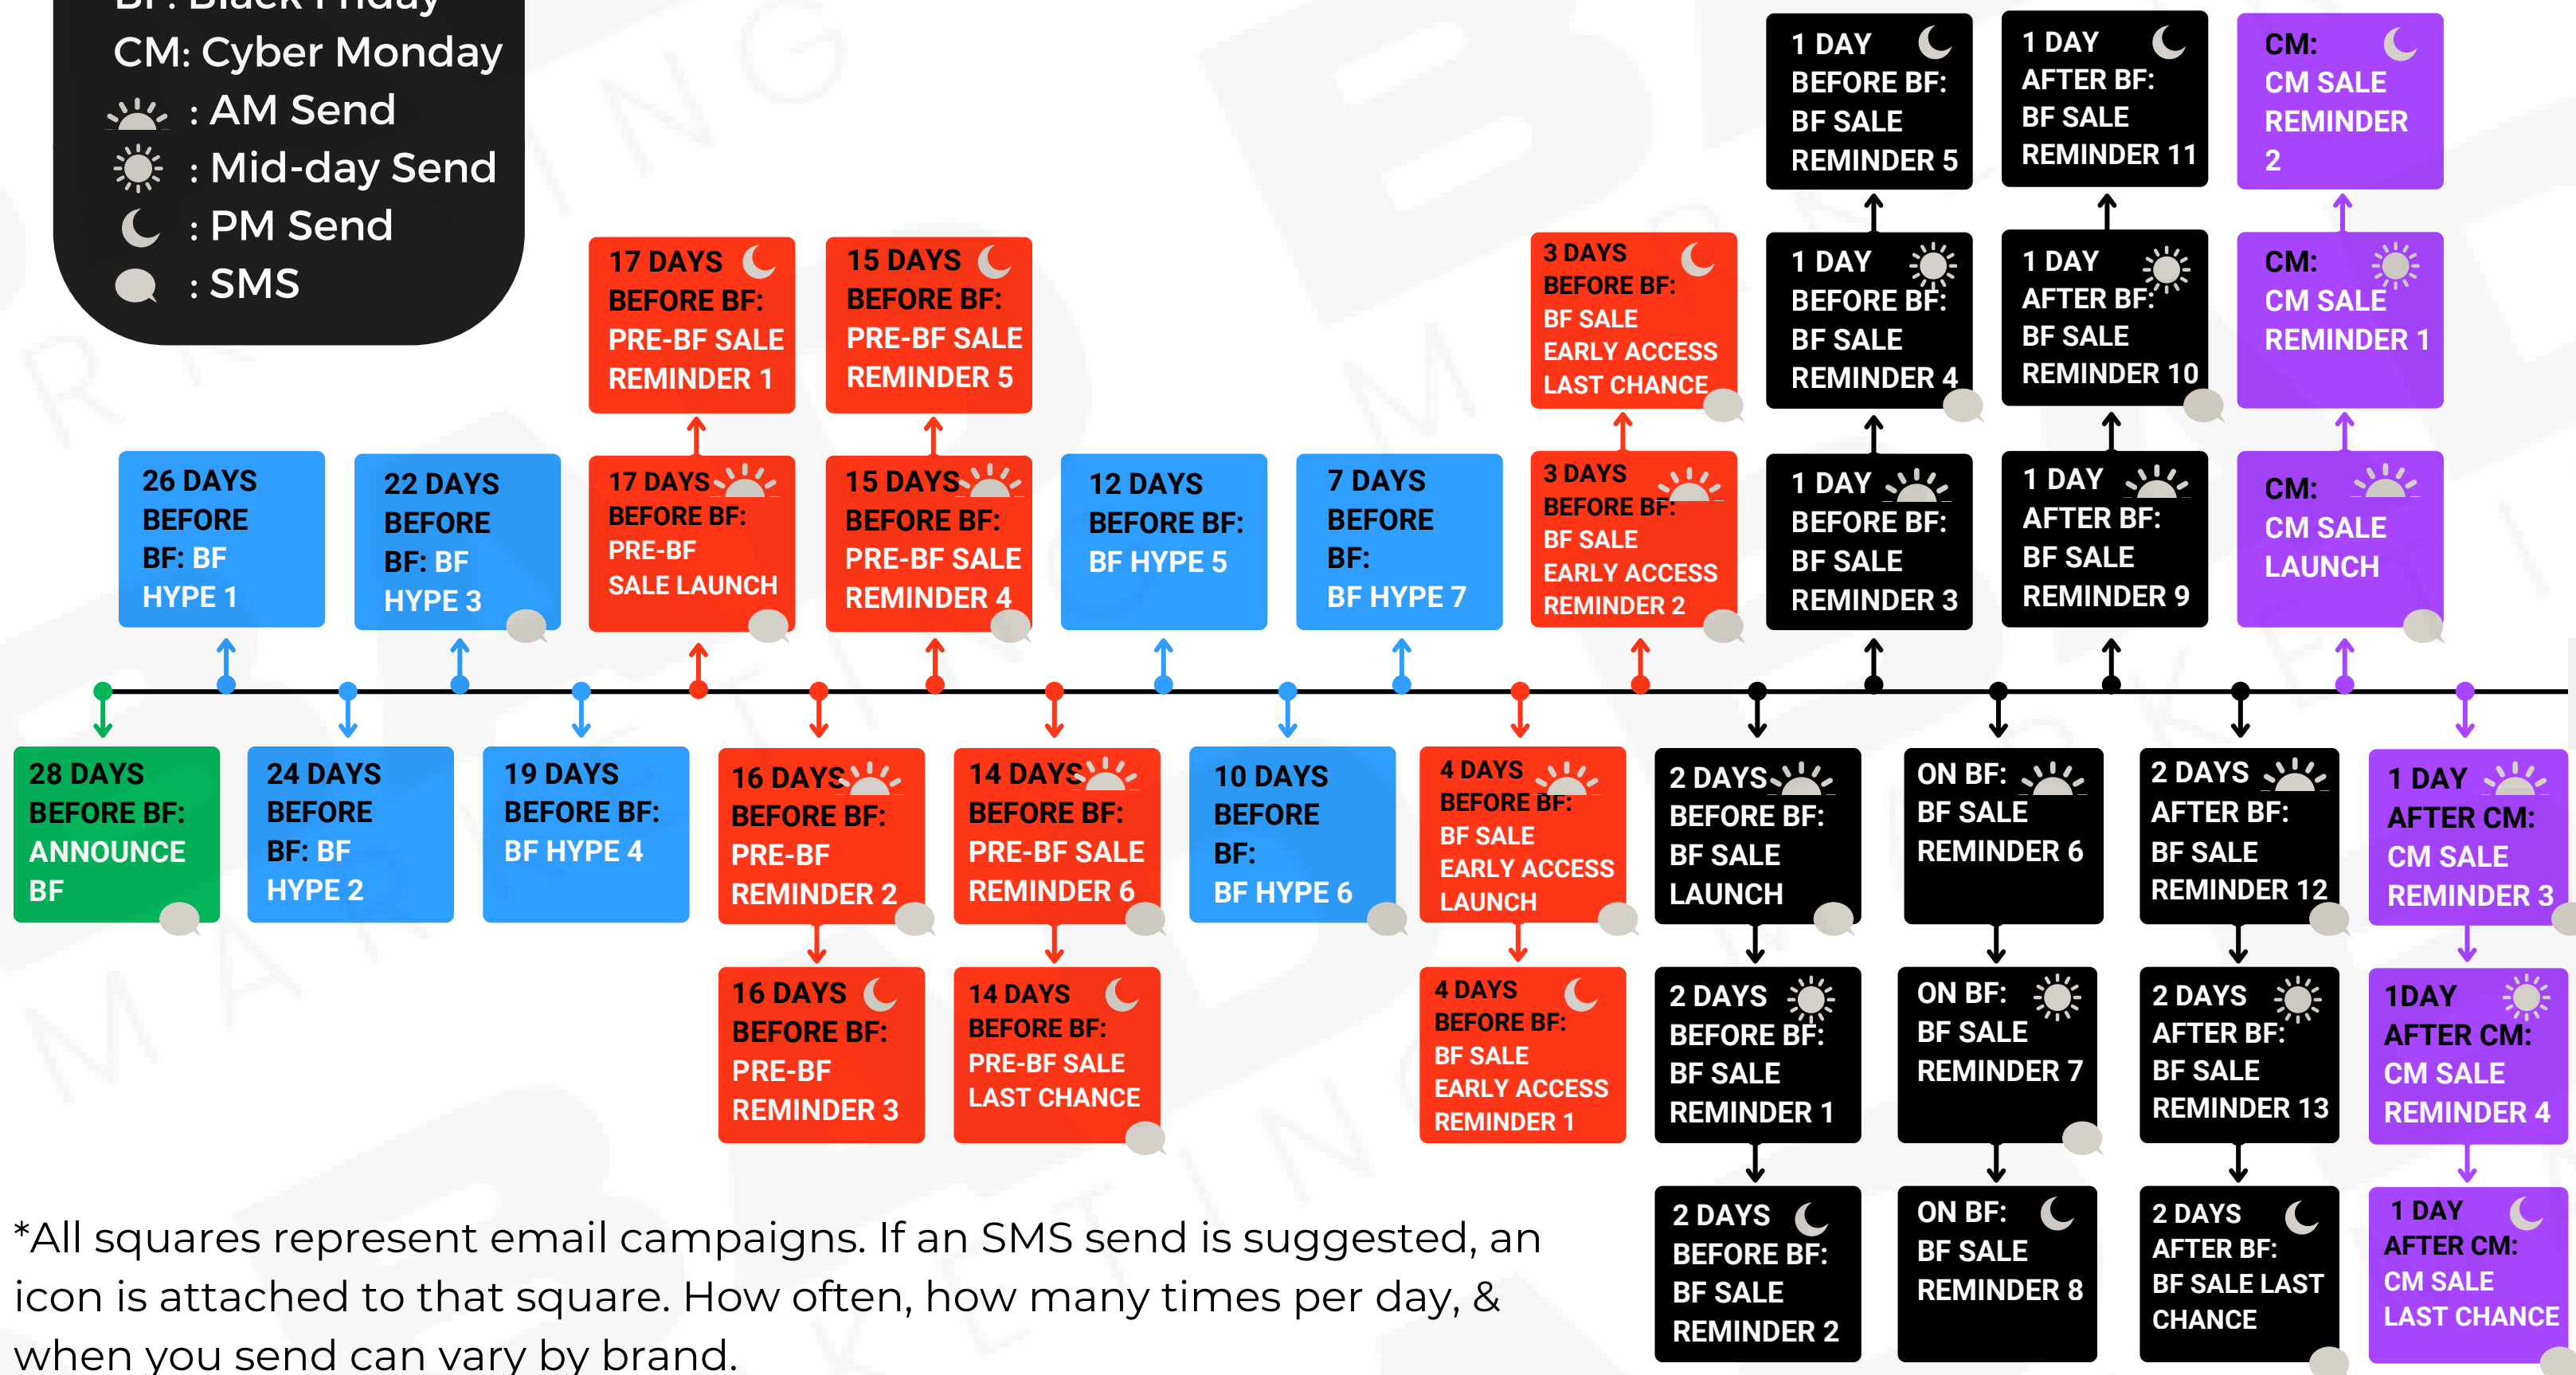 BF: Black Friday
CM: Cyber Monday
: AM Send
: Mid-day Send
: PM Send
: SMS
1 DAY
BEFORE BF:
BF SALE
REMINDER 5
1 DAY
AFTER BF:
BF SALE
REMINDER 11
CM:
CM SALE
REMINDER
2
17 DAYS
BEFORE BF:
PRE-BF SALE
REMINDER 1
15 DAYS
BEFORE BF:
PRE-BF SALE
REMINDER 5
3 DAYS
BEFORE BF:
BF SALE
EARLY ACCESS
LAST CHANCE
1 DAY
BEFORE BF:
BF SALE
REMINDER 4
1 DAY
AFTER BF:
BF SALE
REMINDER 10
CM:
CM SALE
REMINDER 1
26 DAYS
BEFORE
BF: BF
HYPE 1
22 DAYS
BEFORE
BF: BF
HYPE 3
17 DAYS
BEFORE BF:
PRE-BF
SALE LAUNCH
15 DAYS
BEFORE BF:
PRE-BF SALE
REMINDER 4
12 DAYS
BEFORE BF:
BF HYPE 5
7 DAYS
BEFORE
BF:
BF HYPE 7
3 DAYS
BEFORE BF:
BF SALE
EARLY ACCESS
REMINDER 2
1 DAY
BEFORE BF:
BF SALE
REMINDER 3
1 DAY
AFTER BF:
BF SALE
REMINDER 9
CM:
CM SALE
LAUNCH
28 DAYS
BEFORE BF:
ANNOUNCE
BF
24 DAYS
BEFORE
BF: BF
HYPE 2
19 DAYS
BEFORE BF:
BF HYPE 4
16 DAYS
BEFORE BF:
PRE-BF
REMINDER 2
14 DAYS
BEFORE BF:
PRE-BF SALE
REMINDER 6
10 DAYS
BEFORE
BF:
BF HYPE 6
4 DAYS
BEFORE BF:
BF SALE
EARLY ACCESS
LAUNCH
2 DAYS
BEFORE BF:
BF SALE
LAUNCH
ON BF:
BF SALE
REMINDER 6
2 DAYS
AFTER BF:
BF SALE
REMINDER 12
1 DAY
AFTER CM:
CM SALE
REMINDER 3
16 DAYS
BEFORE BF:
PRE-BF
REMINDER 3
14 DAYS
BEFORE BF:
PRE-BF SALE
LAST CHANCE
4 DAYS
BEFORE BF:
BF SALE
EARLY ACCESS
REMINDER 1
2 DAYS
BEFORE BF:
BF SALE
REMINDER 1
ON BF:
BF SALE
REMINDER 7
2 DAYS
AFTER BF:
BF SALE
REMINDER 13
1DAY
AFTER CM:
CM SALE
REMINDER 4
2 DAYS
BEFORE BF:
BF SALE
REMINDER 2
ON BF:
BF SALE
REMINDER 8
2 DAYS
AFTER BF:
BF SALE LAST
CHANCE
1 DAY
AFTER CM:
CM SALE
LAST CHANCE
*All squares represent email campaigns. If an SMS send is suggested, an
icon is attached to that square. How often, how many times per day, &
when you send can vary by brand.